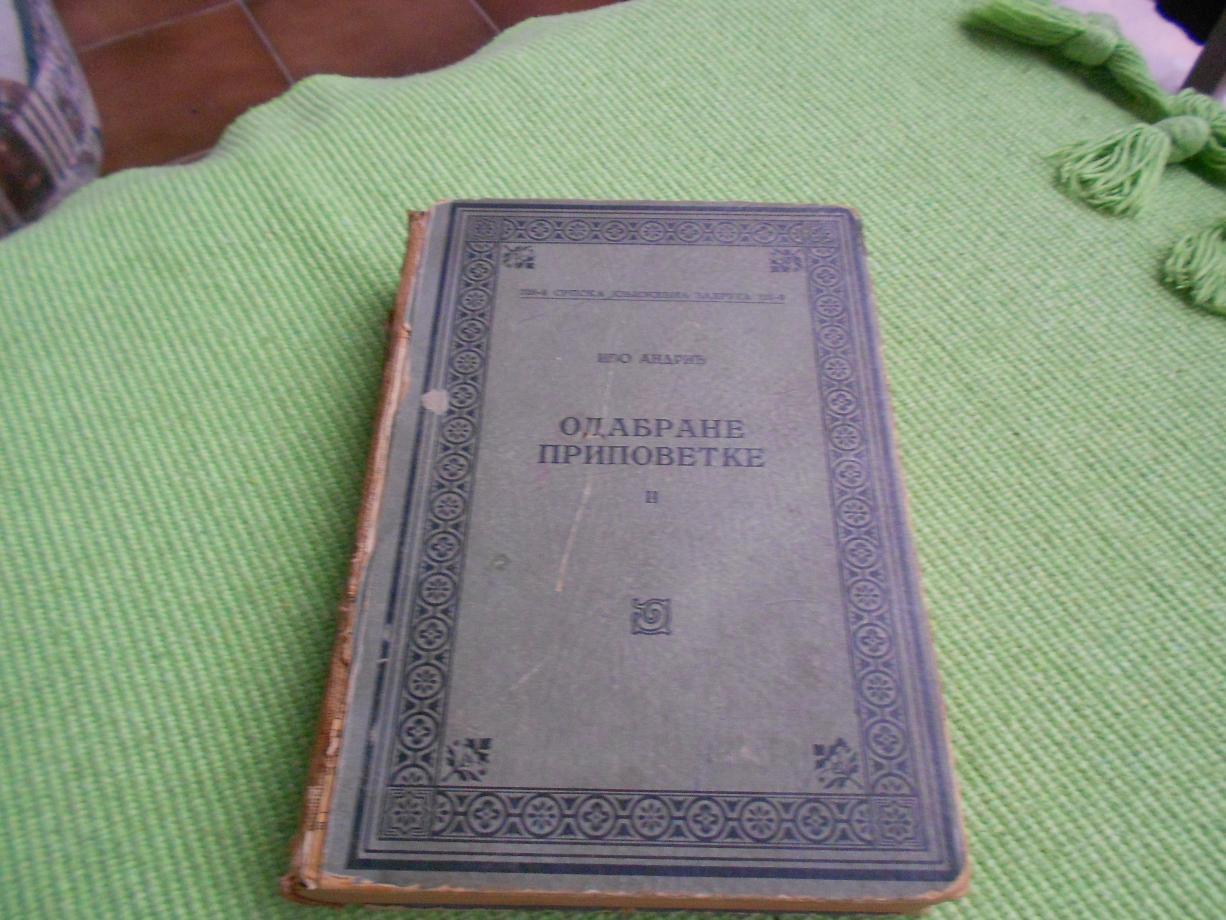 СРПСКА КЊИЖЕВНА ЗАДРУГА
ИВО АНДРИЋ
ОДАБРАНЕ
ПРИПОВЕТКЕ
II